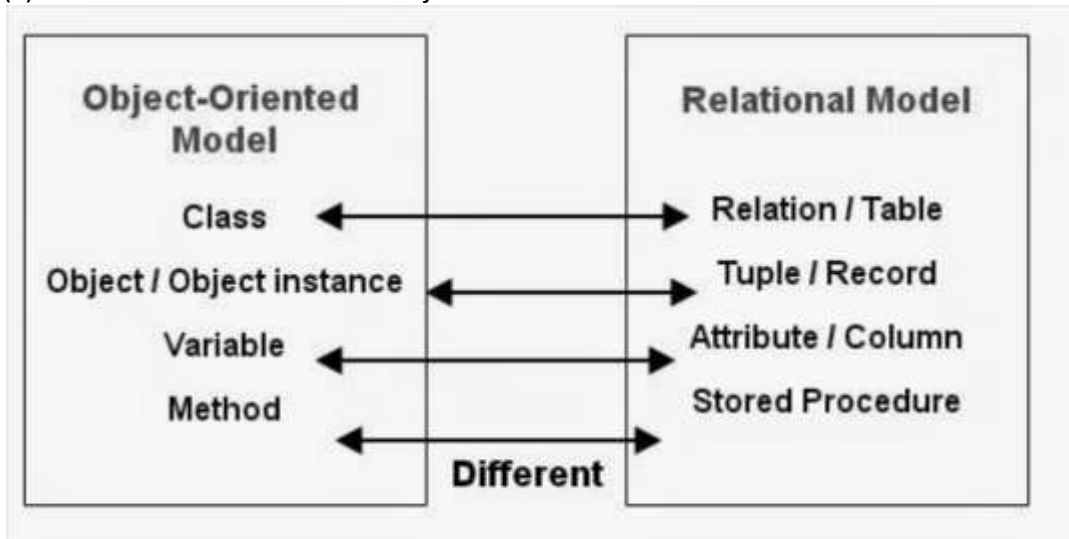 Object-Oriented
Model
Class
Object / Object instance
Variable
Method
Relational Model
Relation / Table
Tuple / Record
Attribute / Column
Stored Procedure
Different